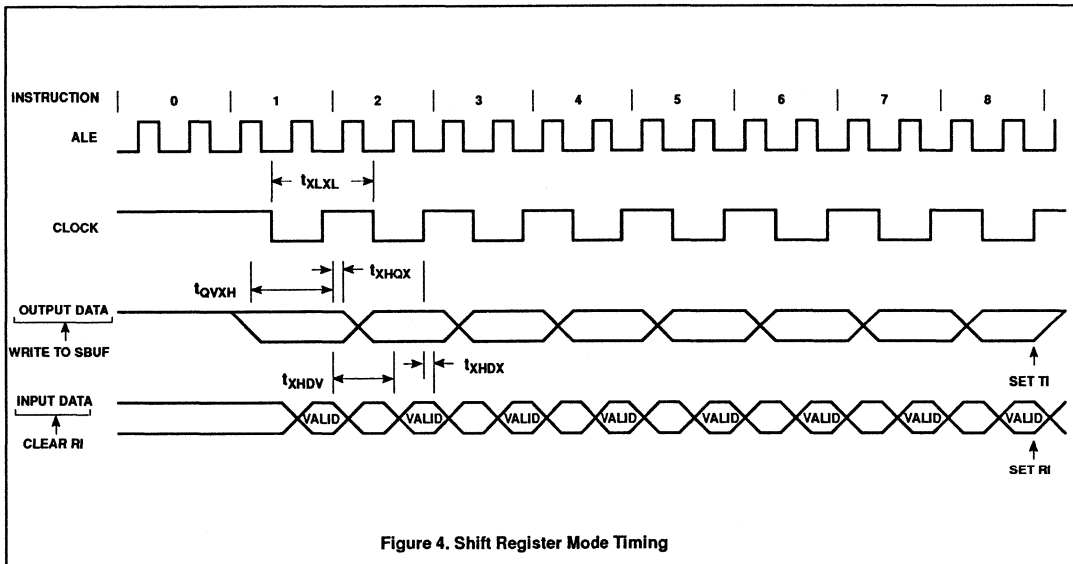 INSTRUCTION | 0 | 1 | 2 | 3 | 4 | 5 | 6 | 7 | 8 |
ALE
tXLXL
CLOCK
tXHQX
tQVXH
OUTPUT DATA
WRITE TO SBUF
tXHDX
tXHDV
SET TI
INPUT DATA
VALID VALID VALID VALID VALID VALID VALID VALID
CLEAR RI
SET RI
Figure 4. Shift Register Mode Timing